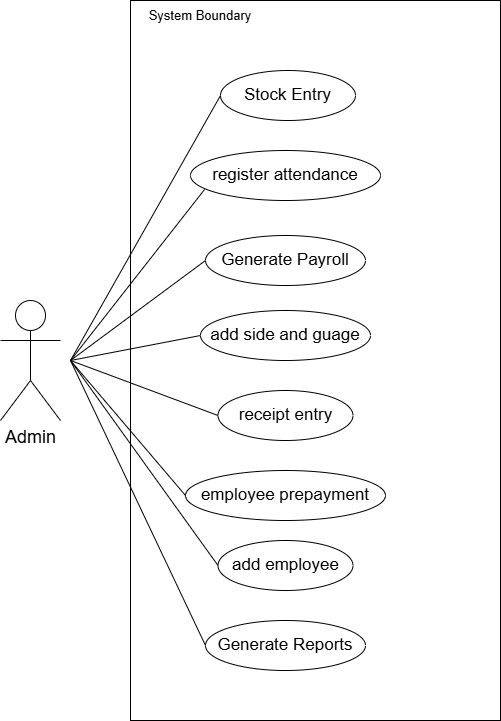 System Boundary
Stock Entry
register attendance
Generate Payroll
add side and guage
receipt entry
Admin
employee prepayment
add employee
Generate Reports